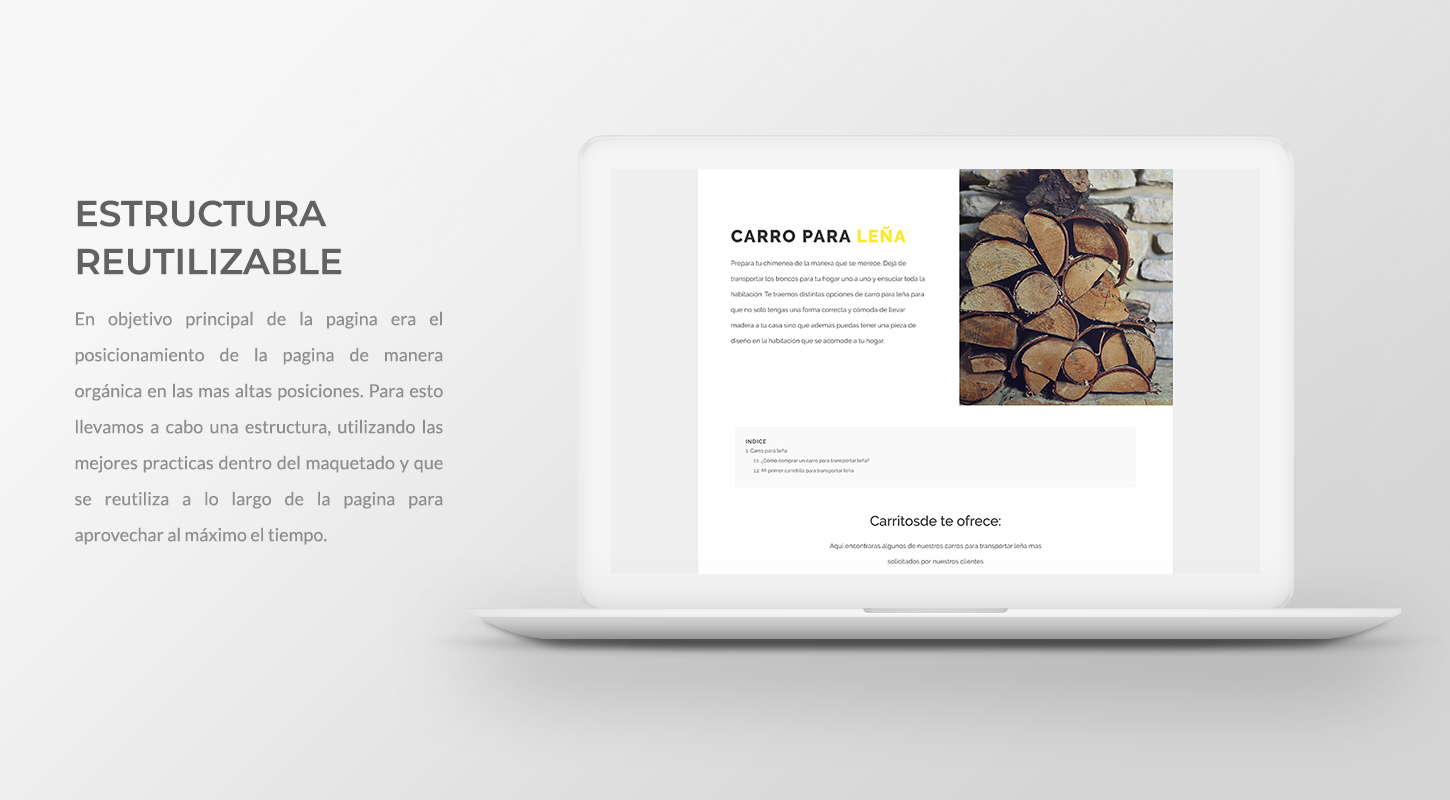 ESTRUCTURA
REUTILIZABLE
En objetivo principal de la pagina era el
posicionamiento de la pagina de manera
orgánica en las mas altas posiciones. Para esto
llevamos a cabo una estructura, utilizando las
mejores practicas dentro del maquetado y que
se reutiliza a lo largo de la pagina para
aprovechar al máximo el tiempo.
CARRO PARA LEÑA
Prepara tu chimenea de la manera que se merece. Deja de
transportar los troncos para tu hogar uno a uno y ensuciar toda la
habitación. Te traemos distintas opciones de carro para leña para
que no solo tengas una forma correcta y cómoda de llevar
madera a tu casa sino que además puedas tener una pieza de
diseño en la habitación que se acomode a tu hogar.
INDICE
1. Carro para leña
1.1. ¿Cómo comprar un carro para transportar leña?
1.2. Mi primer carretilla para transportar leña
Carritosde te ofrece:
Aqui encontraras algunos de nuestros carros para transportar leña mas
solicitados por nuestros clientes.